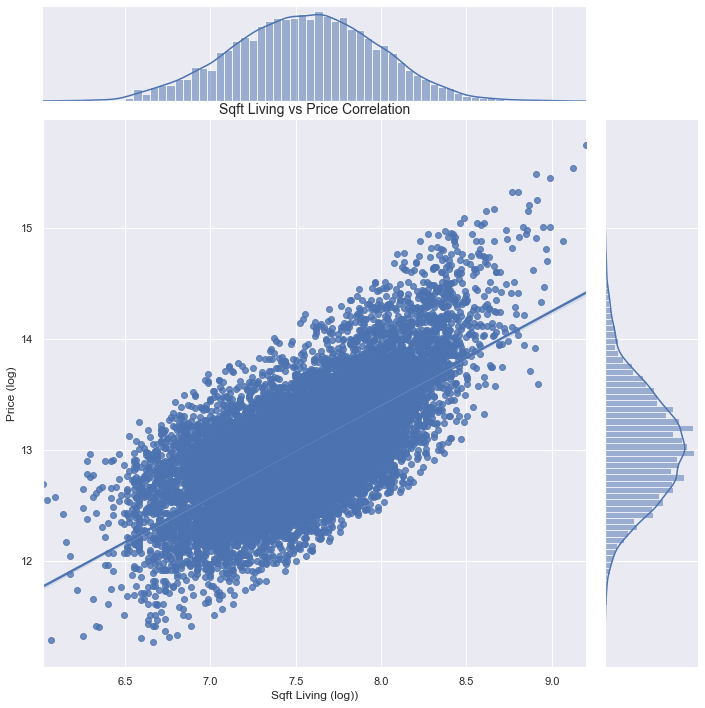 Sqft Living vs Price Correlation
15
14
13
12
Price (log)
6.5 7.0 7.5 8.0 8.5 9.0
Sqft Living (log))